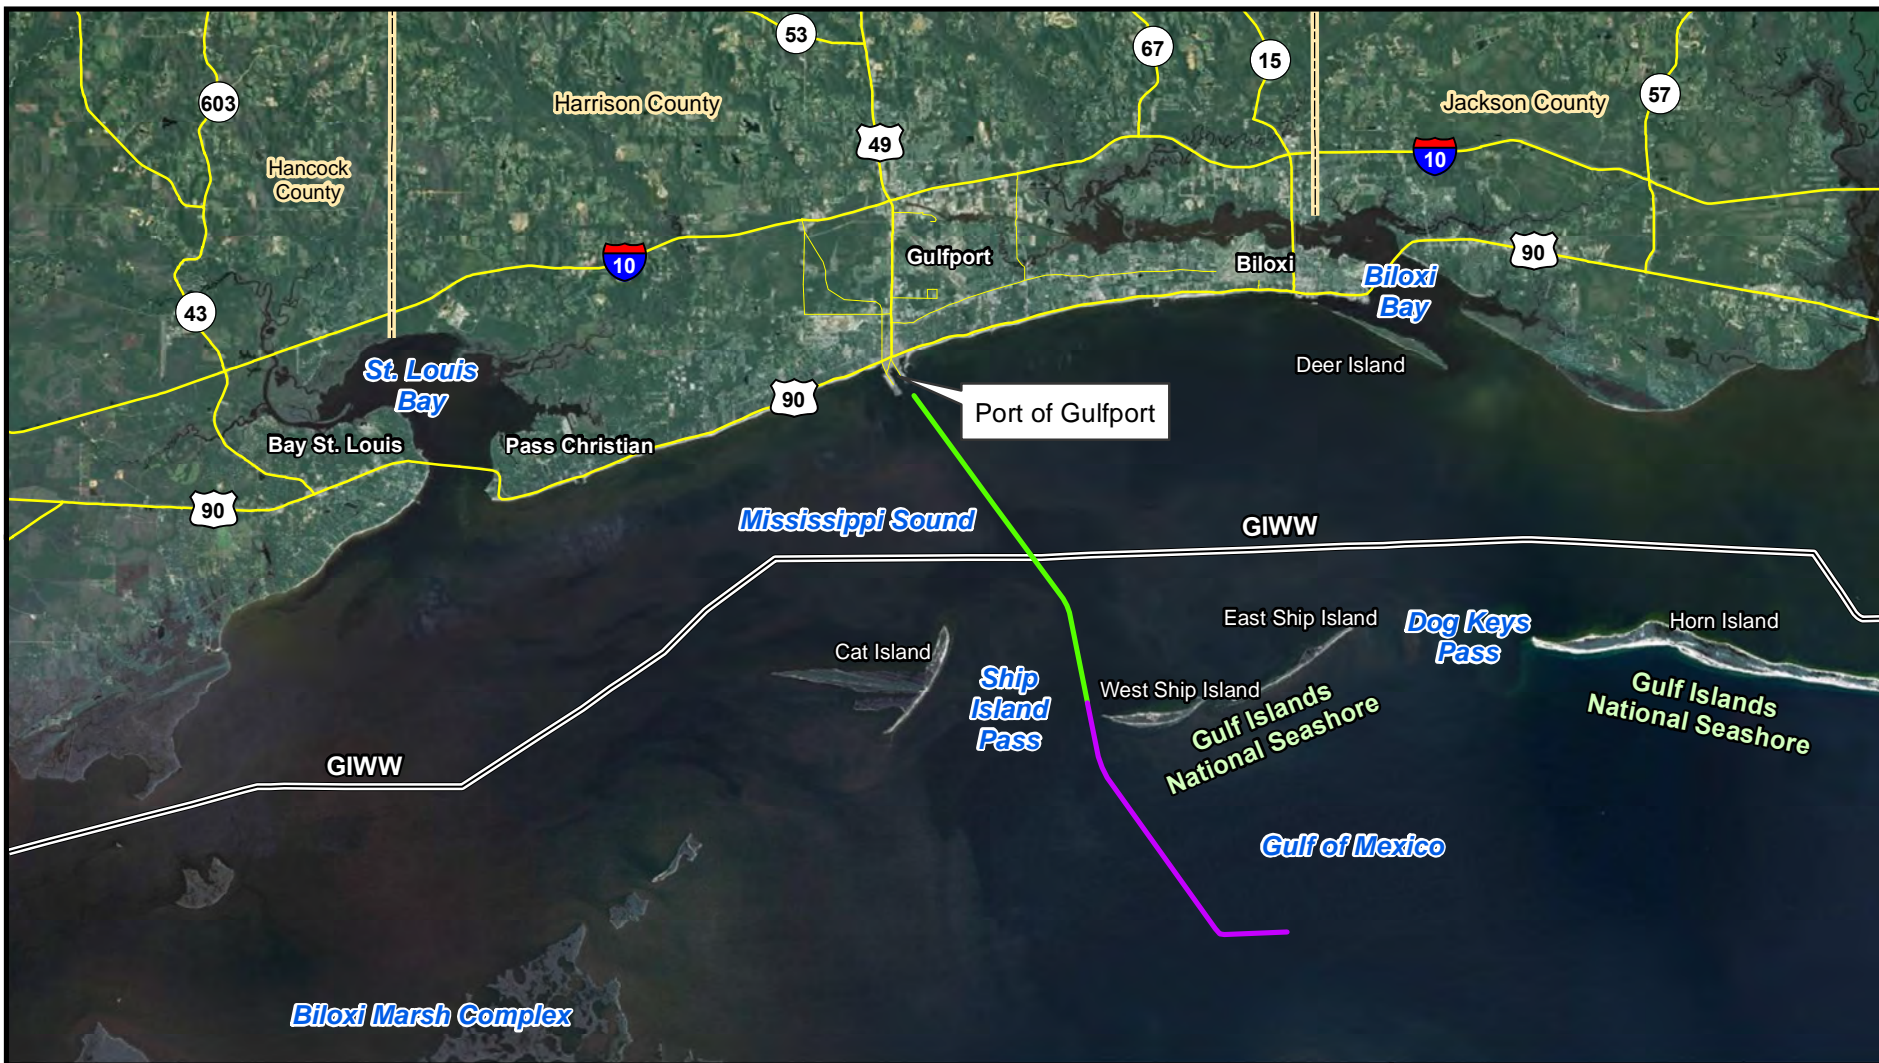 53
67
15
603
Harrison County
Jackson County
57
49
10
Hancock
County
10
Gulfport
Biloxi
90
Biloxi
Bay
43
St. Louis
Bay
Deer Island
90
Port of Gulfport
Bay St. Louis
Pass Christian
90
Mississippi Sound
GIWW
East Ship Island
Dog Keys
Pass
Horn Island
Cat Island
Ship
Island
Pass
West Ship Island
Gulf Islands
National Seashore
Gulf Islands
National Seashore
GIWW
Gulf of Mexico
Biloxi Marsh Complex